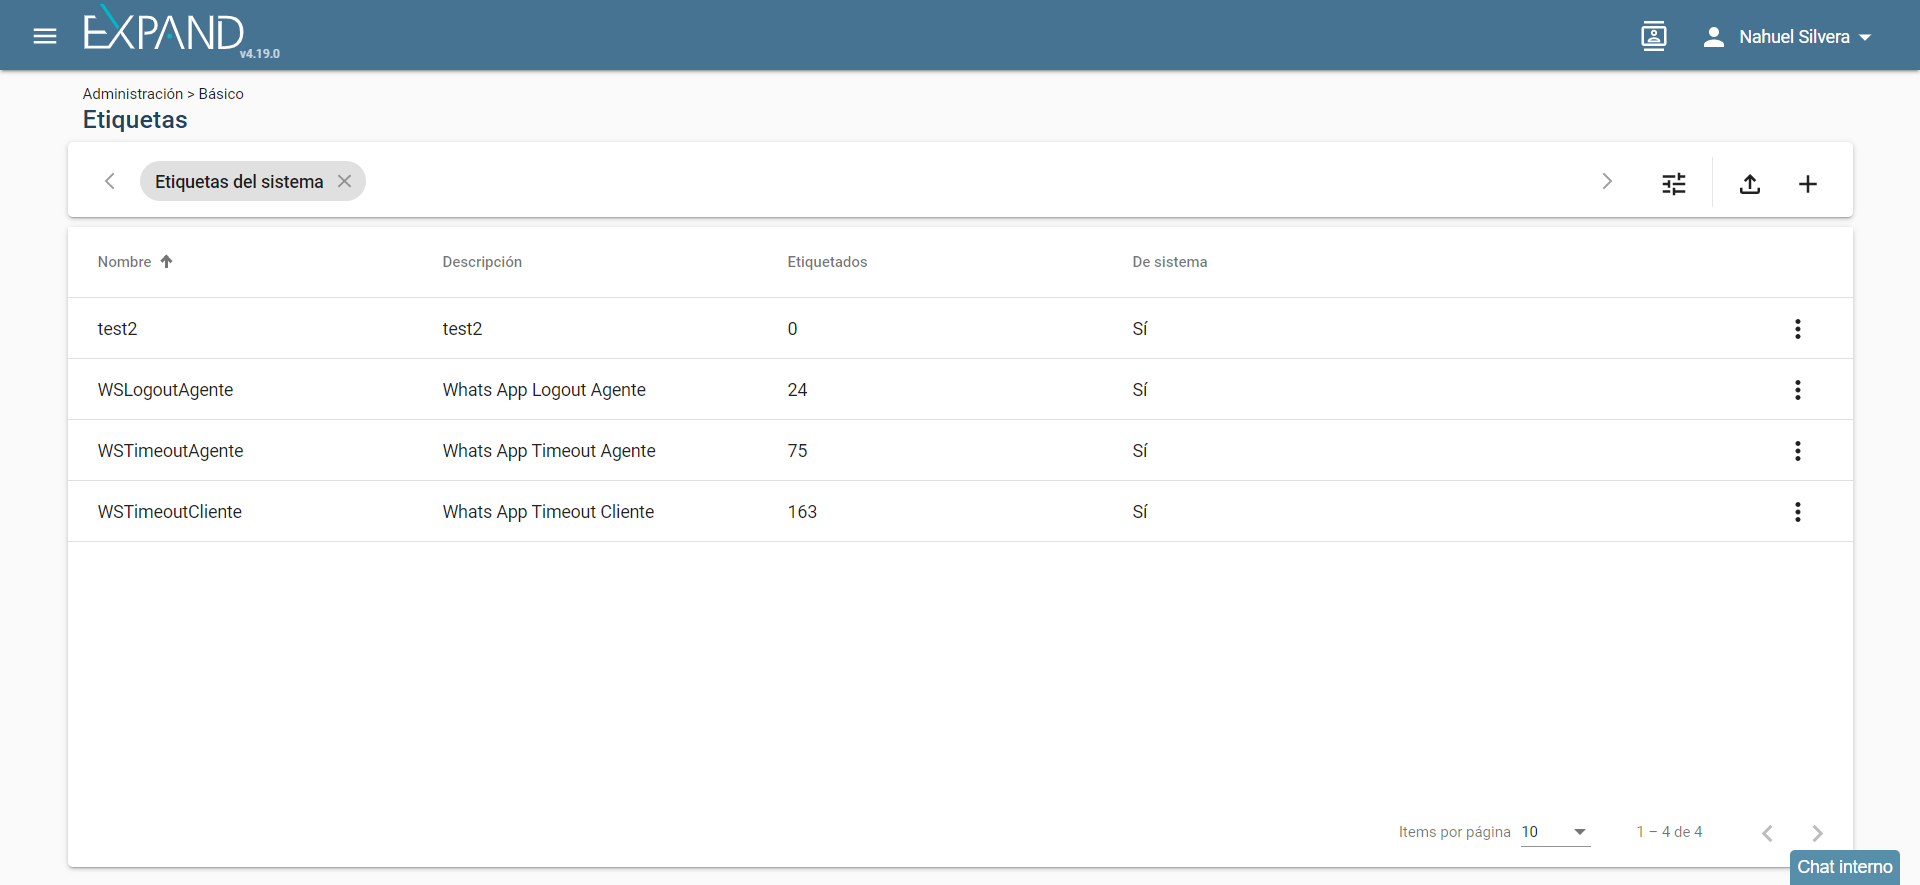 EXPAND
v4.19.0
Nahuel Silvera
Administración > Básico
Etiquetas
Etiquetas del sistema
Nombre Descripción Etiquetados De sistema
test2 test2 0 Sí
WSLogoutAgente Whats App Logout Agente 24 Sí
WSTimeoutAgente Whats App Timeout Agente 75 Sí
WSTimeoutCliente Whats App Timeout Cliente 163 Sí
Items por página 10 1 – 4 de 4
Chat interno